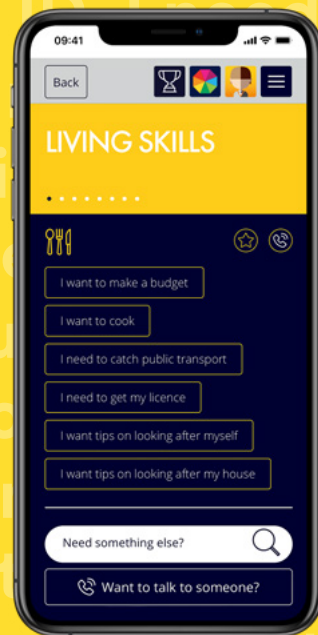 09:41
Back
LIVING SKILLS
I want to make a budget
I want to cook
I need to catch public transport
I need to get my licence
I want tips on looking after myself
I want tips on looking after my house
Need something else?
Want to talk to someone?